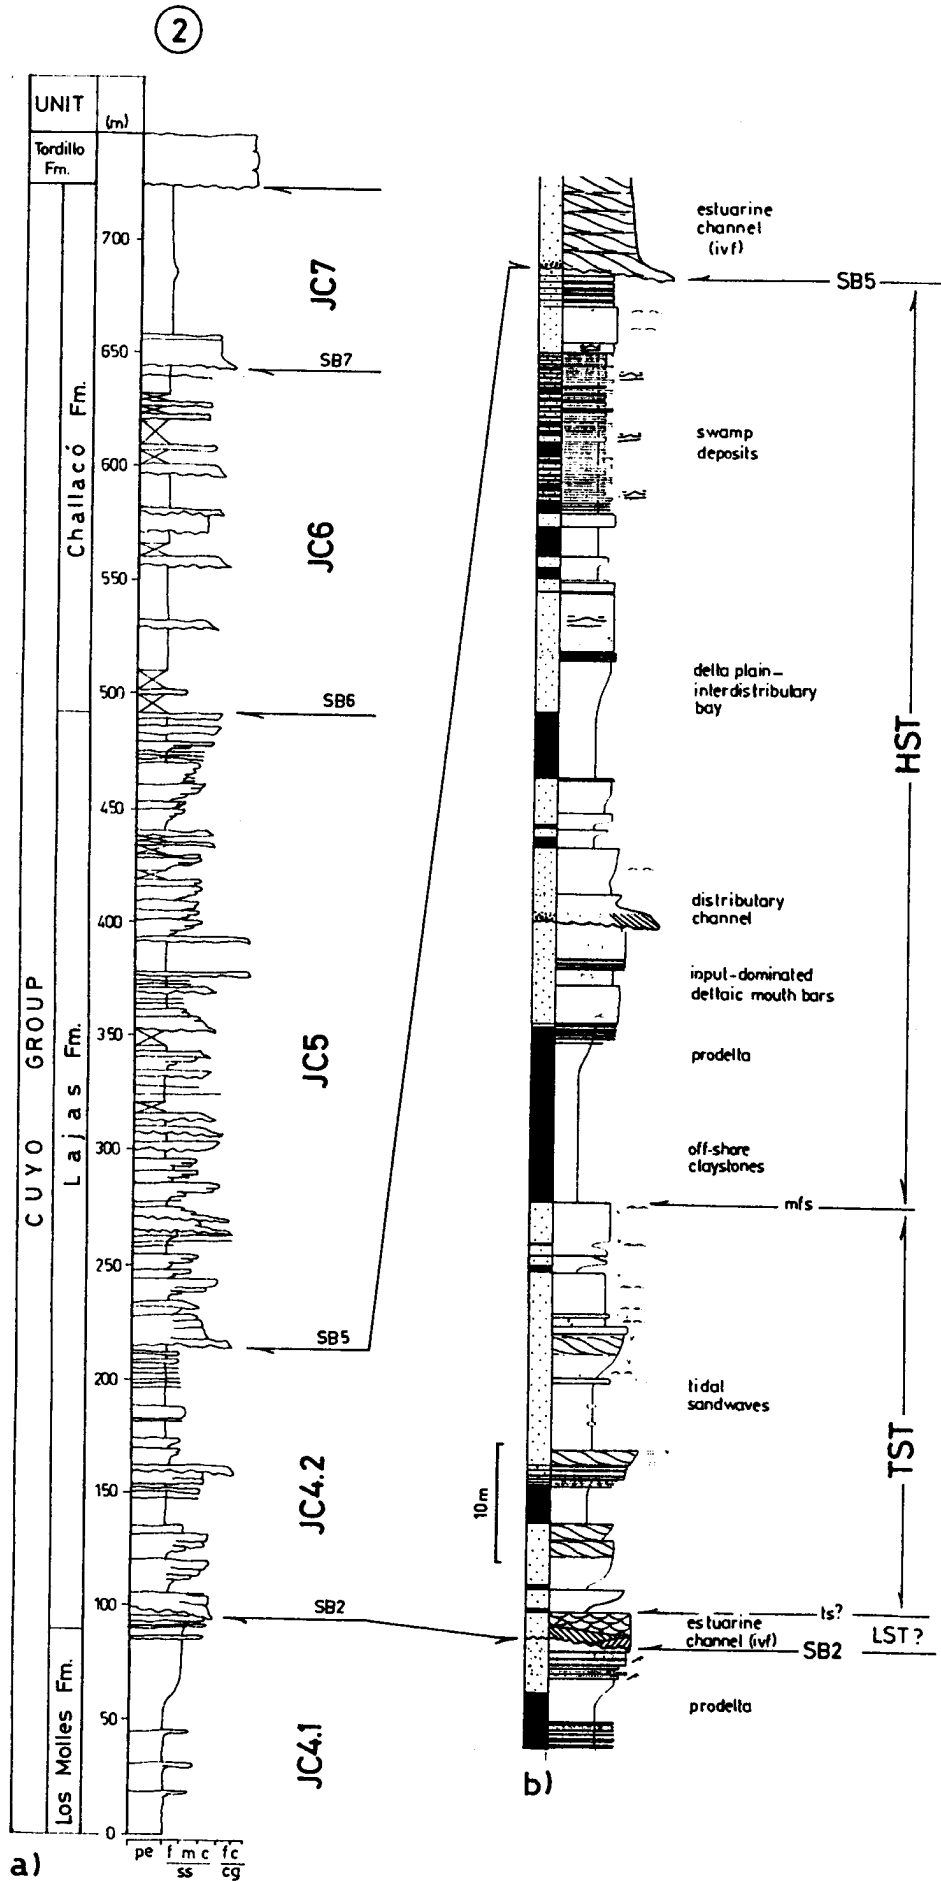 2
UNIT
(m)
Tordillo
Fm.
CUYO GROUP
Challacó Fm.
Lajas Fm.
Los Molles Fm.
700
650
600
550
500
450
400
350
300
250
200
150
100
50
0
JC7
SB7
JC6
SB6
JC5
SB5
JC4.2
SB2
JC4.1
pe
f m c
ss
f c
cg
a)
estuarine
channel
(ivf)
SB5
swamp
deposits
delta plain–
interdistributary
bay
HST
distributary
channel
input-dominated
deltaic mouth bars
prodelta
off-shore
claystones
mfs
tidal
sandwaves
TST
10m
ts?
estuarine
channel (ivf)
LST ?
SB2
prodelta
b)